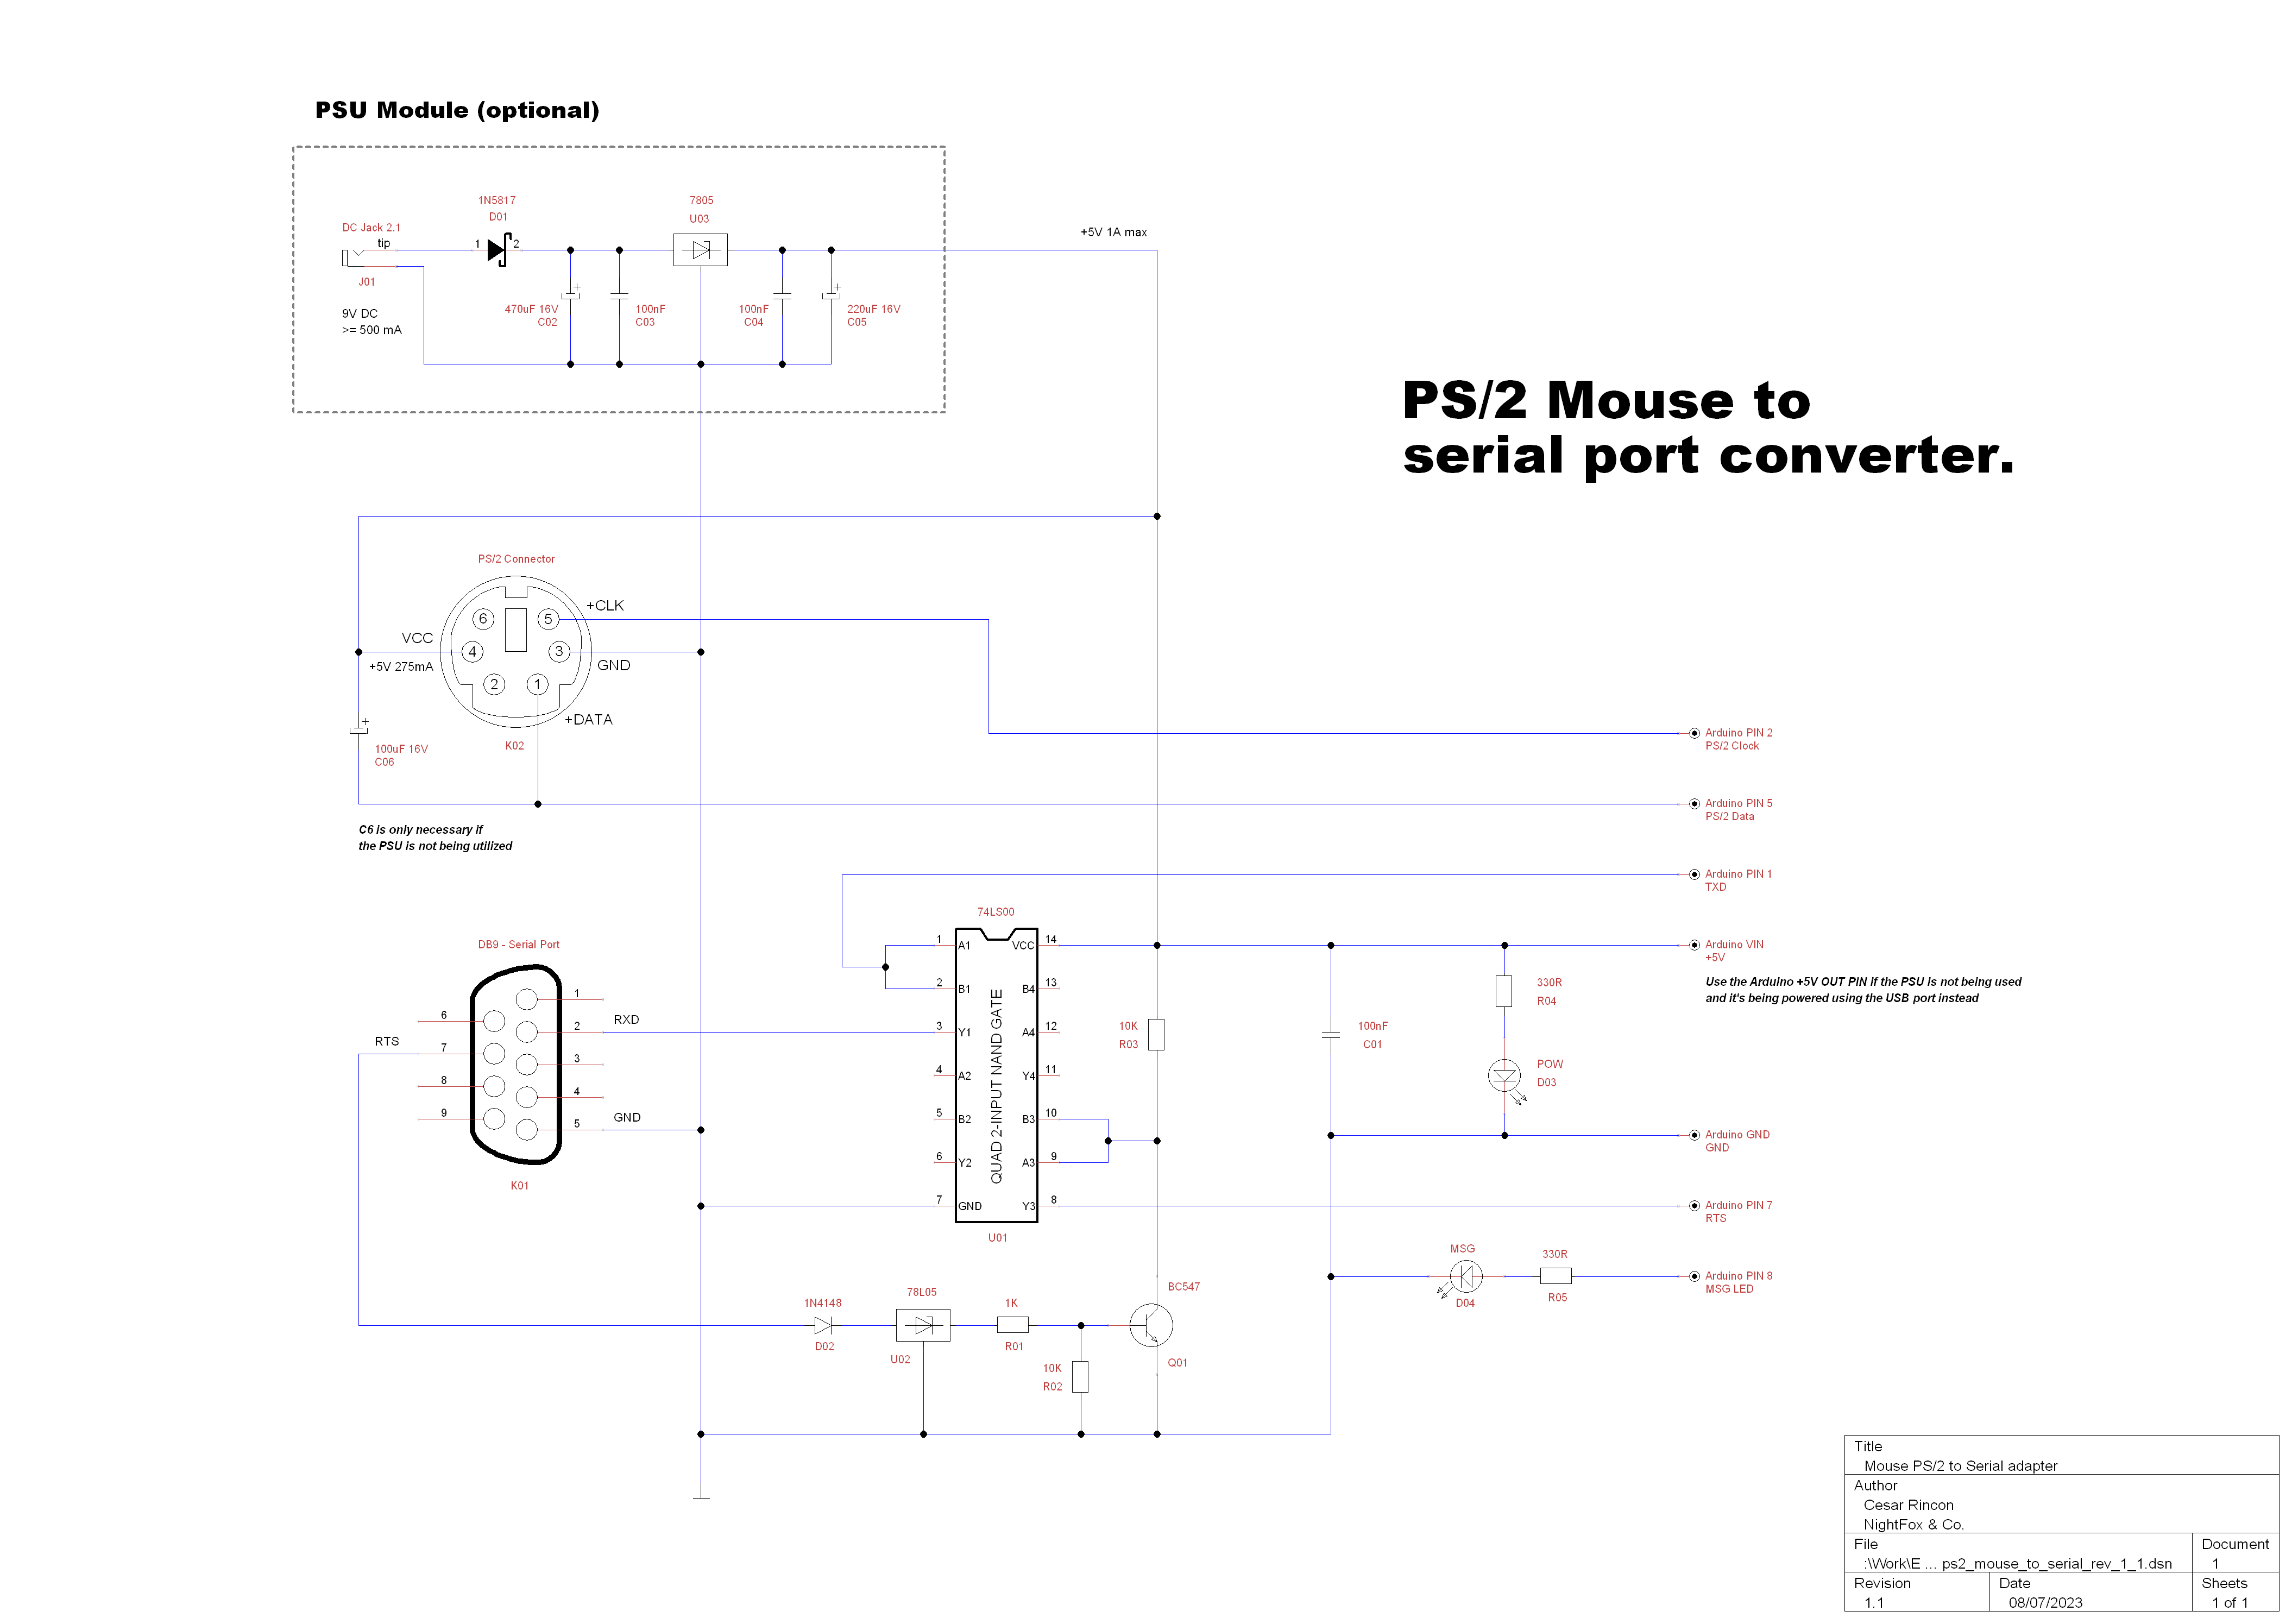 PSU Module (optional)
1N5817
D01
7805
U03
DC Jack 2.1
tip
1
2
J01
9V DC
>= 500 mA
+
470uF 16V
C02
100nF
C03
100nF
C04
+
220uF 16V
C05
+5V 1A max
PS/2 Mouse to
serial port converter.
PS/2 Connector
+CLK
6
5
VCC
4
3
+5V 275mA
GND
2
1
+DATA
K02
+
100uF 16V
C06
C6 is only necessary if
the PSU is not being utilized
Arduino PIN 2
PS/2 Clock
Arduino PIN 5
PS/2 Data
Arduino PIN 1
TXD
Arduino VIN
+5V
Use the Arduino +5V OUT PIN if the PSU is not being used
and it's being powered using the USB port instead
DB9 - Serial Port
1
6
2
RXD
RTS
7
3
8
4
9
5
GND
K01
74LS00
1
A1
VCC
14
2
B1
B4
13
3
Y1
A4
12
4
A2
Y4
11
5
B2
B3
10
6
Y2
A3
9
7
GND
Y3
8
QUAD 2-INPUT NAND GATE
U01
10K
R03
100nF
C01
330R
R04
POW
D03
Arduino GND
GND
Arduino PIN 7
RTS
MSG
D04
330R
R05
Arduino PIN 8
MSG LED
1N4148
D02
78L05
U02
1K
R01
10K
R02
BC547
Q01
Title
Mouse PS/2 to Serial adapter
Author
Cesar Rincon
NightFox & Co.
File
Document
:\Work\E ... ps2_mouse_to_serial_rev_1_1.dsn
1
Revision
Date
Sheets
1.1
08/07/2023
1 of 1